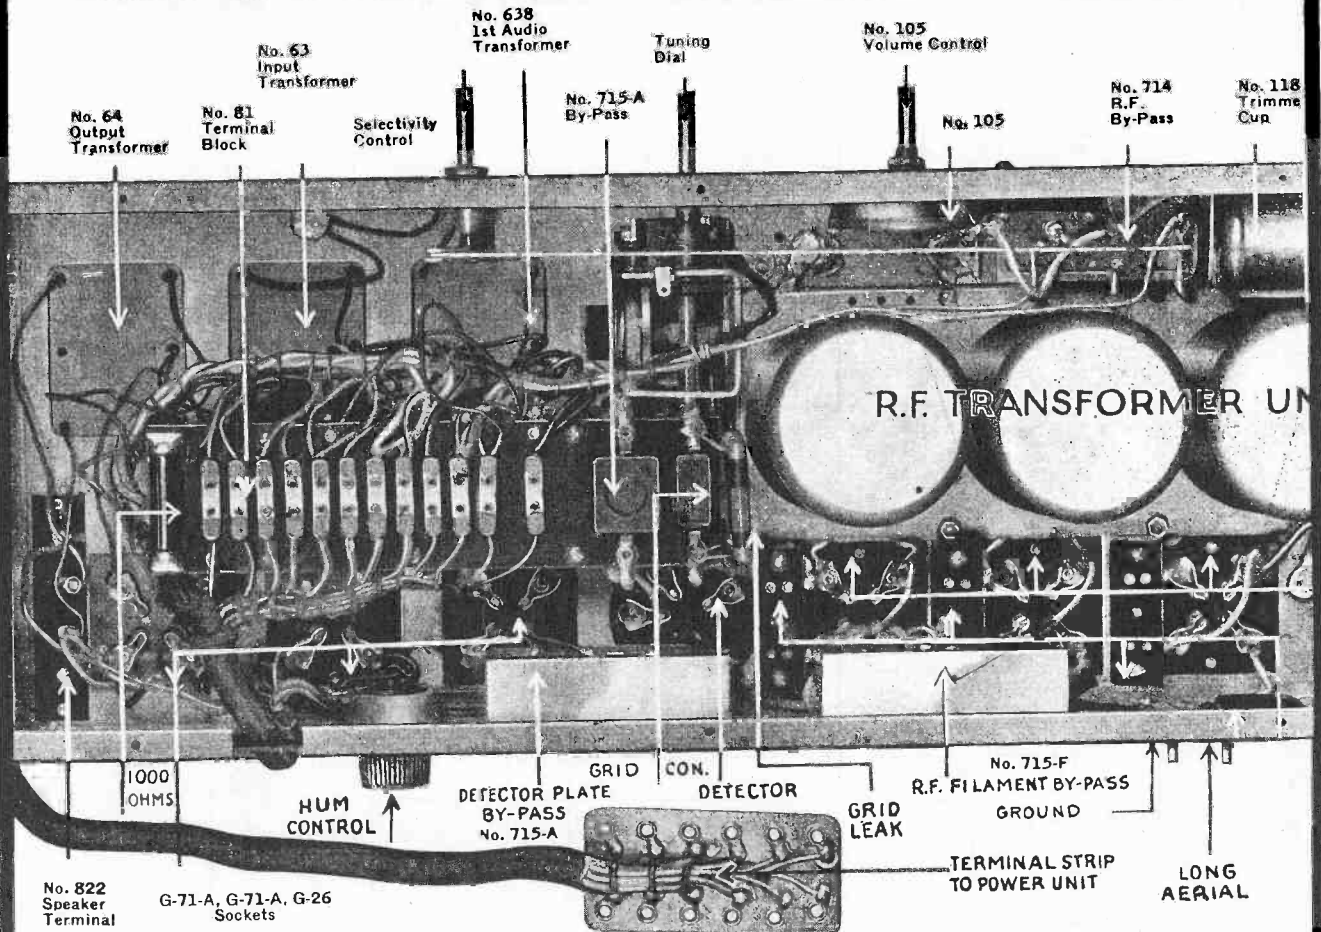 No. 638
1st Audio
Transformer
No. 63
Input
Transformer
Tuning
Dial
No. 105
Volume Control
No. 64
Output
Transformer
No. 81
Terminal
Block
Selectivity
Control
No. 715-A
By-Pass
No. 105
No. 714
R.F.
By-Pass
No. 118
Trimme
Cup
R.F. TRANSFORMER UN
1000
OHMS
HUM
CONTROL
DETECTOR PLATE
BY-PASS
No. 715-A
GRID CON.
DETECTOR
GRID
LEAK
No. 715-F
R.F. FILAMENT BY-PASS
GROUND
TERMINAL STRIP
TO POWER UNIT
LONG
AERIAL
No. 822
Speaker
Terminal
G-71-A, G-71-A, G-26
Sockets